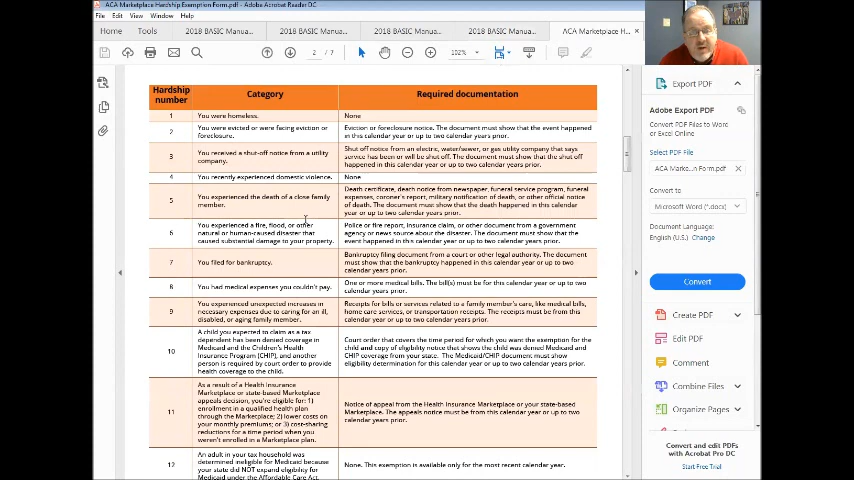 ACA Marketplace Hardship Exemption Form.pdf - Adobe Acrobat Reader DC
File Edit View Window Help
Home Tools 2018 BASIC Manua... 2018 BASIC Manua... 2018 BASIC Manua... 2018 BASIC Manua... ACA Marketplace H...
2 / 7 102%
Hardship number Category Required documentation
1 You were homeless. None
2 You were evicted or were facing eviction or
foreclosure.
Eviction or foreclosure notice. The document must show that the event happened
in this calendar year or up to two calendar years prior.
3 You received a shut-off notice from a utility
company.
Shut off notice from an electric, water/sewer, or gas utility company that says
service has been or will be shut off. The document must show that the shut off
happened in this calendar year or up to two calendar years prior.
4 You recently experienced domestic violence. None
5 You experienced the death of a close family
member.
Death certificate, death notice from newspaper, funeral service program, funeral
expenses, coroner's report, military notification of death, or other official notice
of death. The document must show that the death happened in this calendar
year or up to two calendar years prior.
6 You experienced a fire, flood, or other
natural or human-caused disaster that
caused substantial damage to your property.
Police or fire report, insurance claim, or other document from a government
agency or news source about the disaster. The document must show that the
event happened in this calendar year or up to two calendar years prior.
7 You filed for bankruptcy.
Bankruptcy filing document from a court or other legal authority. The document
must show that the bankruptcy happened in this calendar year or up to two
calendar years prior.
8 You had medical expenses you couldn't pay.
One or more medical bills. The bill(s) must be for this calendar year or up to two
calendar years prior.
9 You experienced unexpected increases in
necessary expenses due to caring for an ill,
disabled, or aging family member.
Receipts for bills or services related to a family member's care, like medical bills,
home care services, or transportation receipts. The receipts must be from this
calendar year or up to two calendar years prior.
10 A child you expected to claim as a tax
dependent has been denied coverage in
Medicaid and the Children's Health
Insurance Program (CHIP), and another
person is required by court order to provide
health coverage to the child.
Court order that covers the time period for which you want the exemption for the
child and copy of eligibility notice that shows the child was denied Medicaid and
CHIP coverage from your state. The Medicaid/CHIP document must show
eligibility determination for this calendar year or up to two calendar years prior.
11 As a result of a Health Insurance
Marketplace or state-based Marketplace
appeals decision, you're eligible for: 1)
enrollment in a qualified health plan
through the Marketplace; 2) lower costs on
your monthly premiums; or 3) cost-sharing
reductions for a time period when you
weren't enrolled in a Marketplace plan.
Notice of appeal from the Health Insurance Marketplace or your state-based
Marketplace. The appeals notice must be from this calendar year or up to two
calendar years prior.
12 An adult in your tax household was
determined ineligible for Medicaid because
your state did NOT expand eligibility for
Medicaid under the Affordable Care Act.
None. This exemption is available only for the most recent calendar year.
Export PDF
Adobe Export PDF
Convert PDF Files to Word
or Excel Online
Select PDF File
ACA Marke...n Form.pdf
Convert to
Microsoft Word (*.docx)
Document Language:
English (U.S.) Change
Convert
Create PDF
Edit PDF
Comment
Combine Files
Organize Pages
Convert and edit PDFs
with Acrobat Pro DC
Start Free Trial